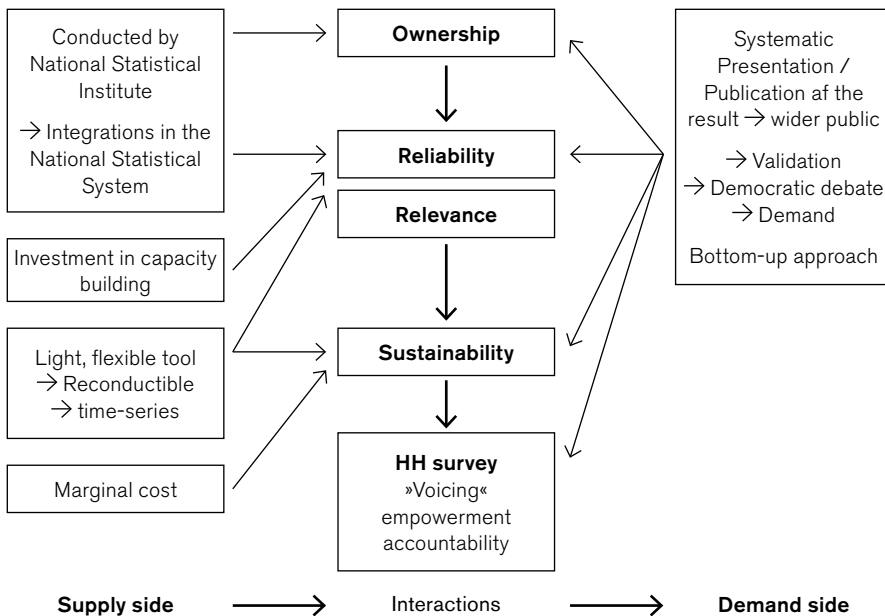 Conducted by
National Statistical
Institute
→ Integrations in the
National Statistical
System
Investment in capacity
building
Light, flexible tool
→ Reconductible
→ time-series
Marginal cost
Ownership
Reliability
Relevance
Sustainability
HH survey
»Voicing«
empowerment
accountability
Systematic
Presentation /
Publication af the
result → wider public
→ Validation
→ Democratic debate
→ Demand
Bottom-up approach
Supply side
Interactions
Demand side